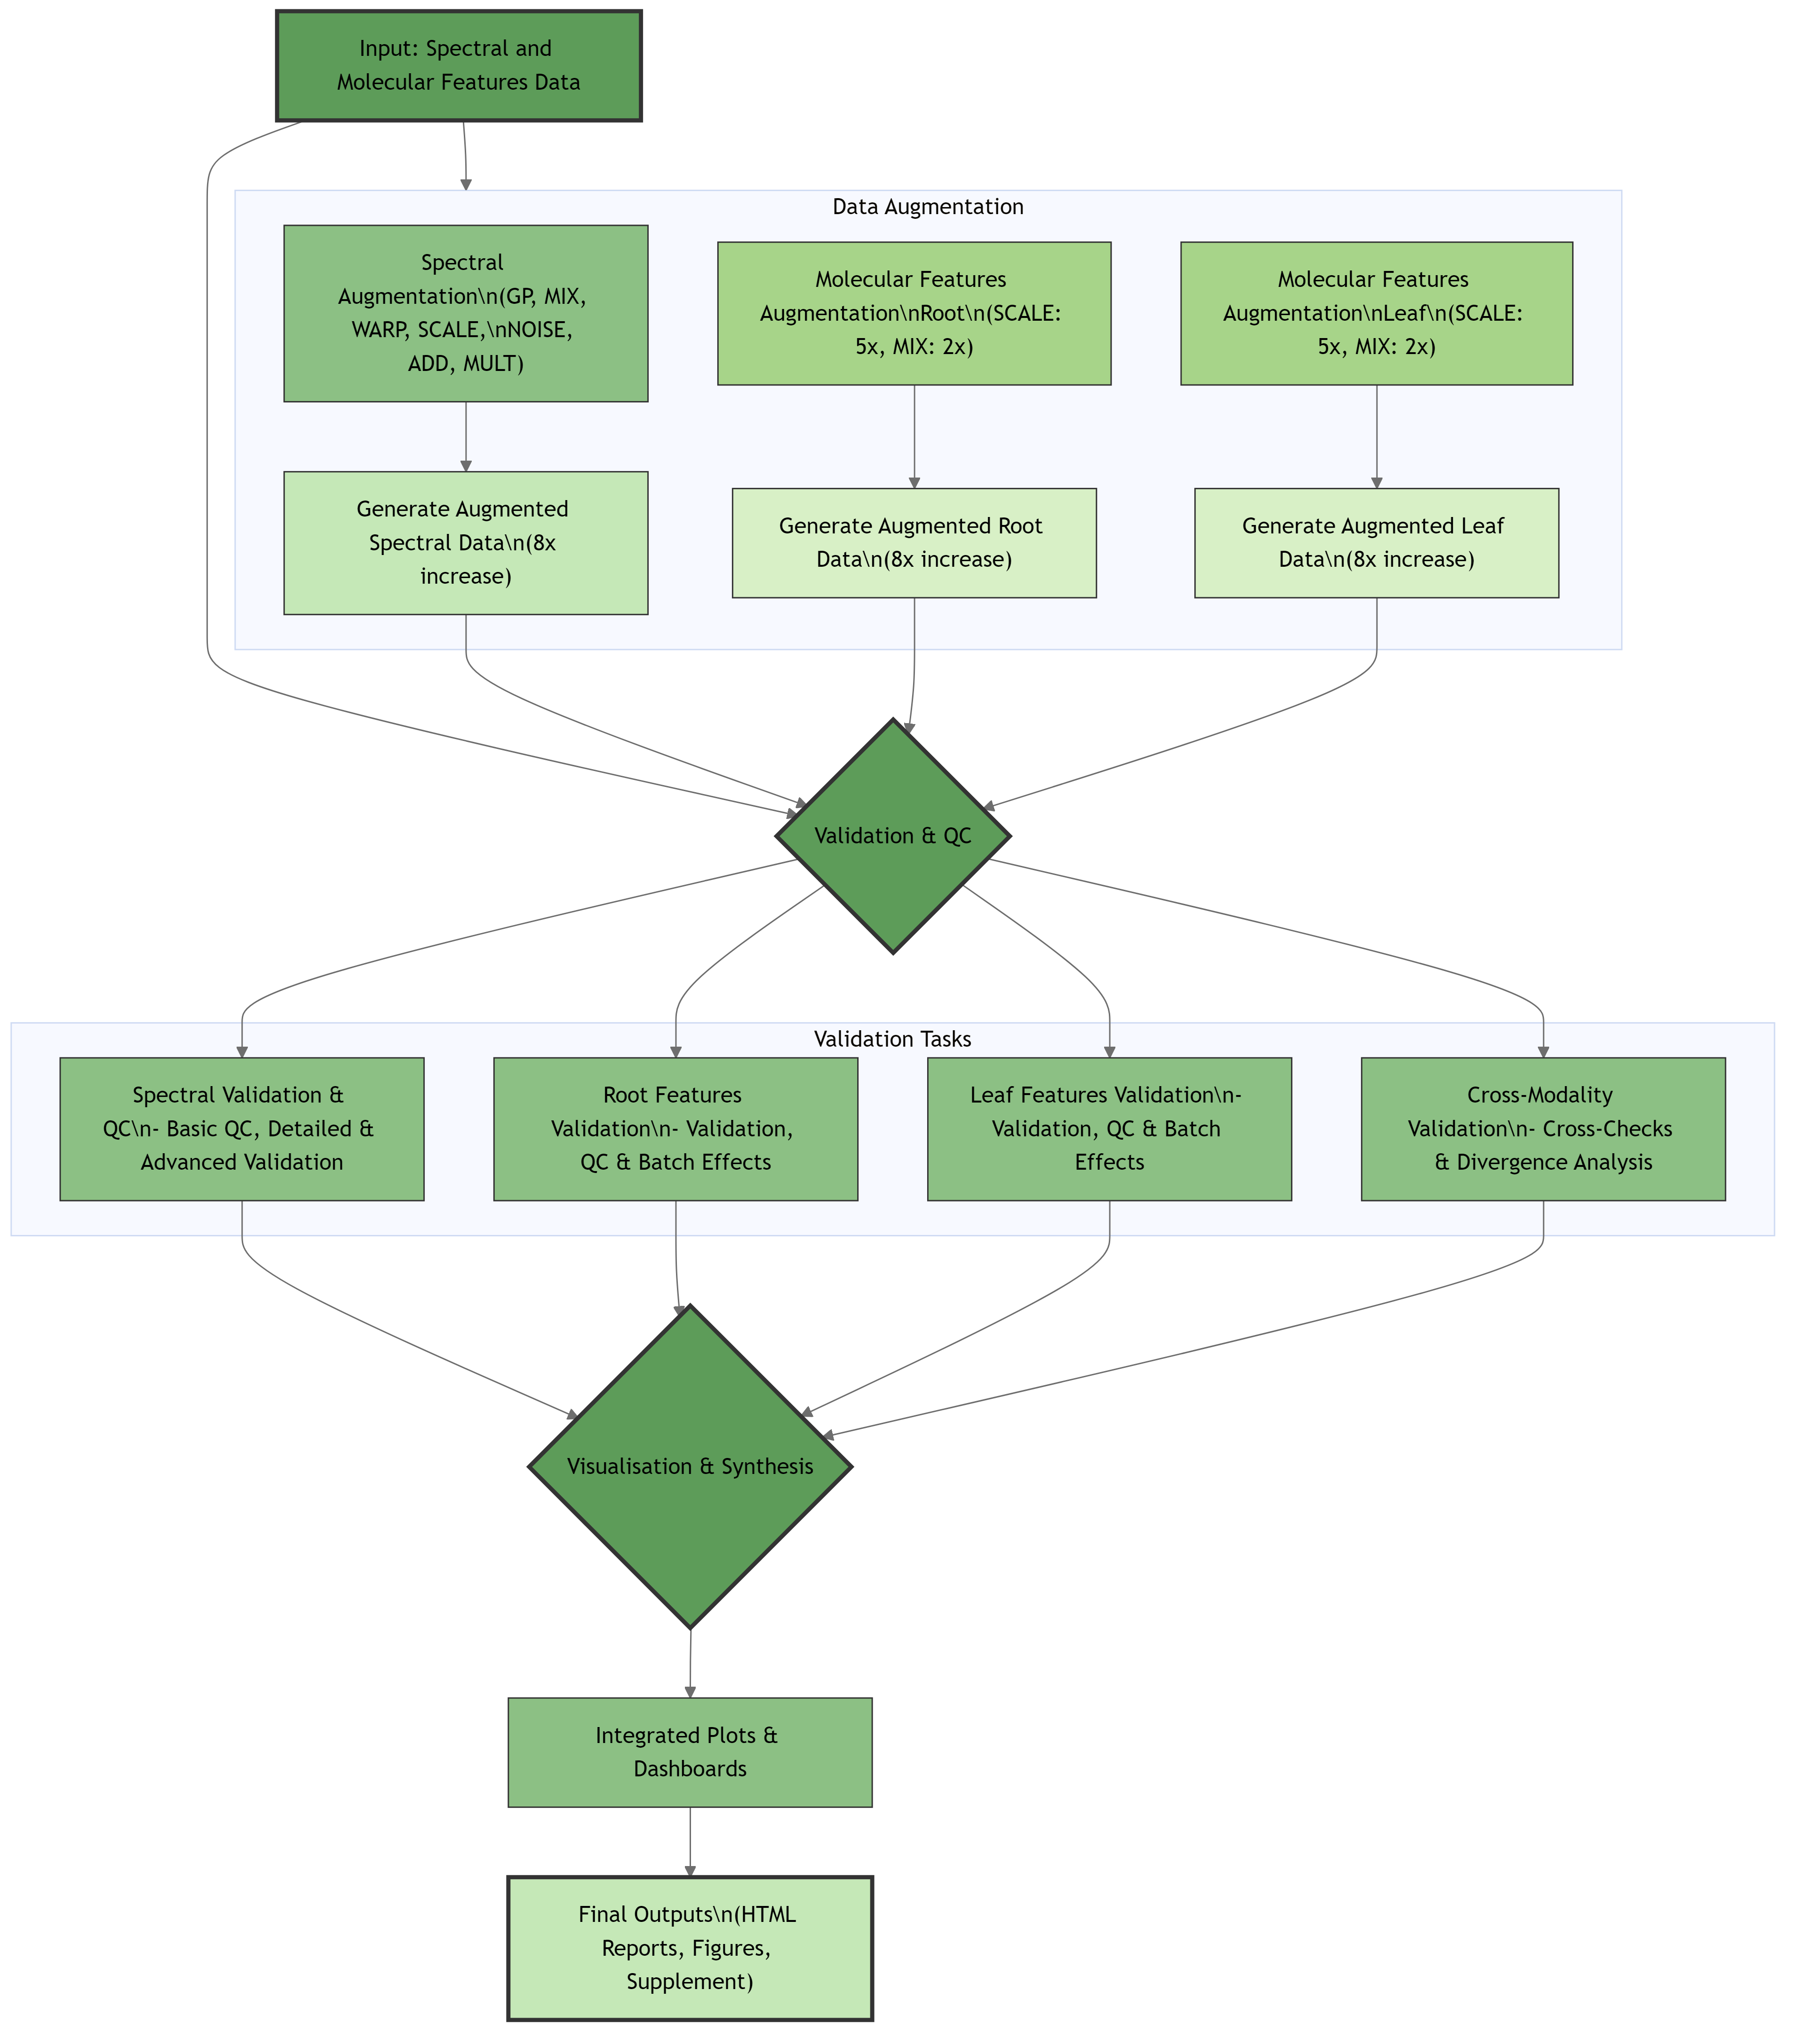 Input: Spectral and
Molecular Features Data
Data Augmentation
Spectral
Augmentation\n(GP, MIX,
WARP, SCALE,\nNOISE,
ADD, MULT)
Molecular Features
Augmentation\nRoot\n(SCALE:
5x, MIX: 2x)
Molecular Features
Augmentation\nLeaf\n(SCALE:
5x, MIX: 2x)
Generate Augmented
Spectral Data\n(8x
increase)
Generate Augmented Root
Data\n(8x increase)
Generate Augmented Leaf
Data\n(8x increase)
Validation & QC
Validation Tasks
Spectral Validation &
QC\n- Basic QC, Detailed &
Advanced Validation
Root Features
Validation\n- Validation,
QC & Batch Effects
Leaf Features Validation\n-
Validation, QC & Batch
Effects
Cross-Modality
Validation\n- Cross-Checks
& Divergence Analysis
Visualisation & Synthesis
Integrated Plots &
Dashboards
Final Outputs\n(HTML
Reports, Figures,
Supplement)